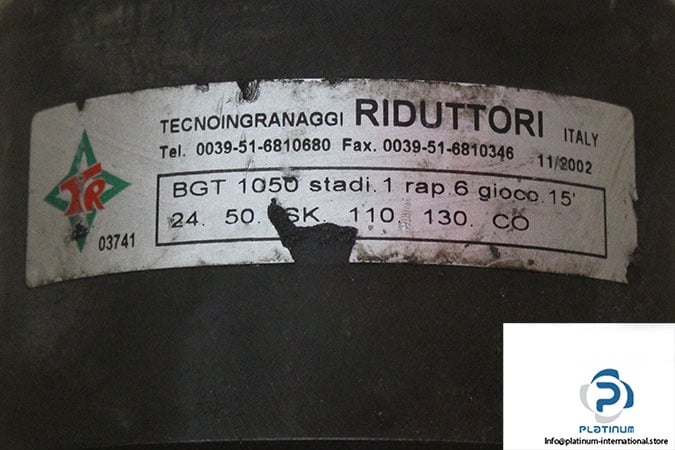 TECNOINGRANAGGI RIDUTTORI ITALY
Tel. 0039-51-6810680 Fax. 0039-51-6810346 11/2002
TR
BGT 1050 stadi.1 rap.6 gioco.15'
24. 50. SK. 110. 130. CO
03741
PLATINUM
Info@platinum-international.store